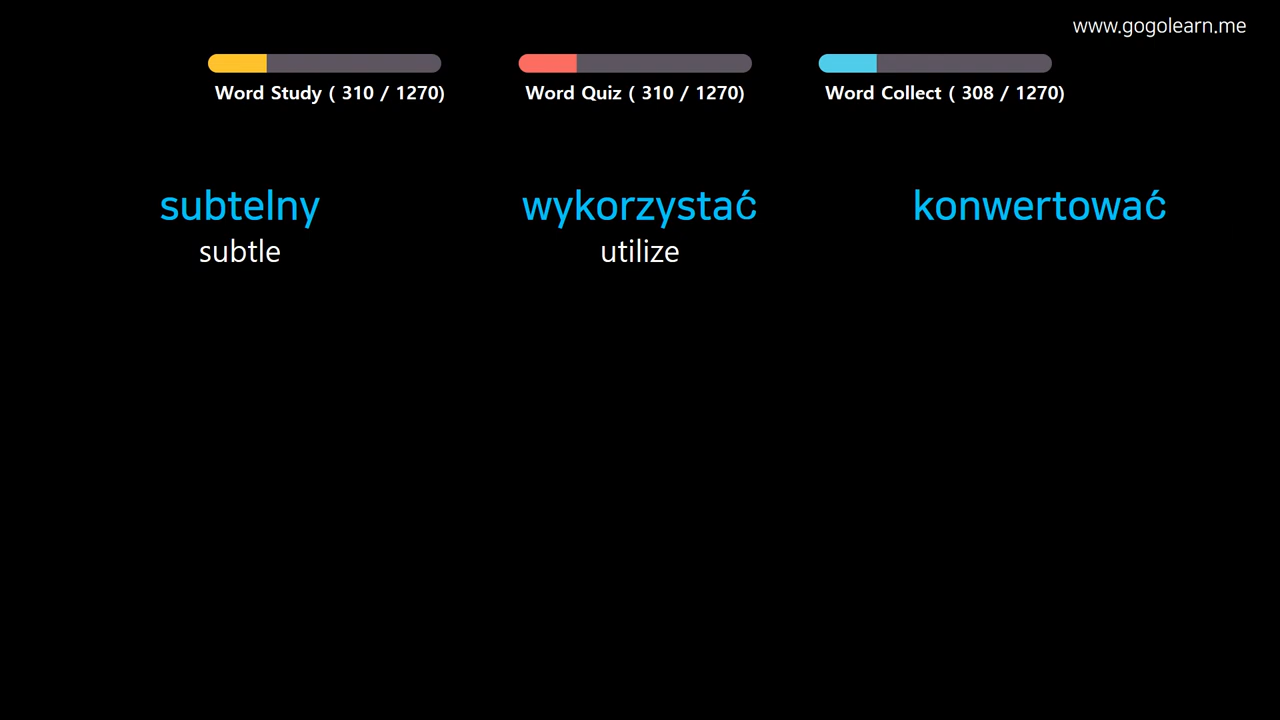 www.gogolearn.me
Word Study ( 310 / 1270)
Word Quiz ( 310 / 1270)
Word Collect ( 308 / 1270)
subtelny
subtle
wykorzystać
utilize
konwertować